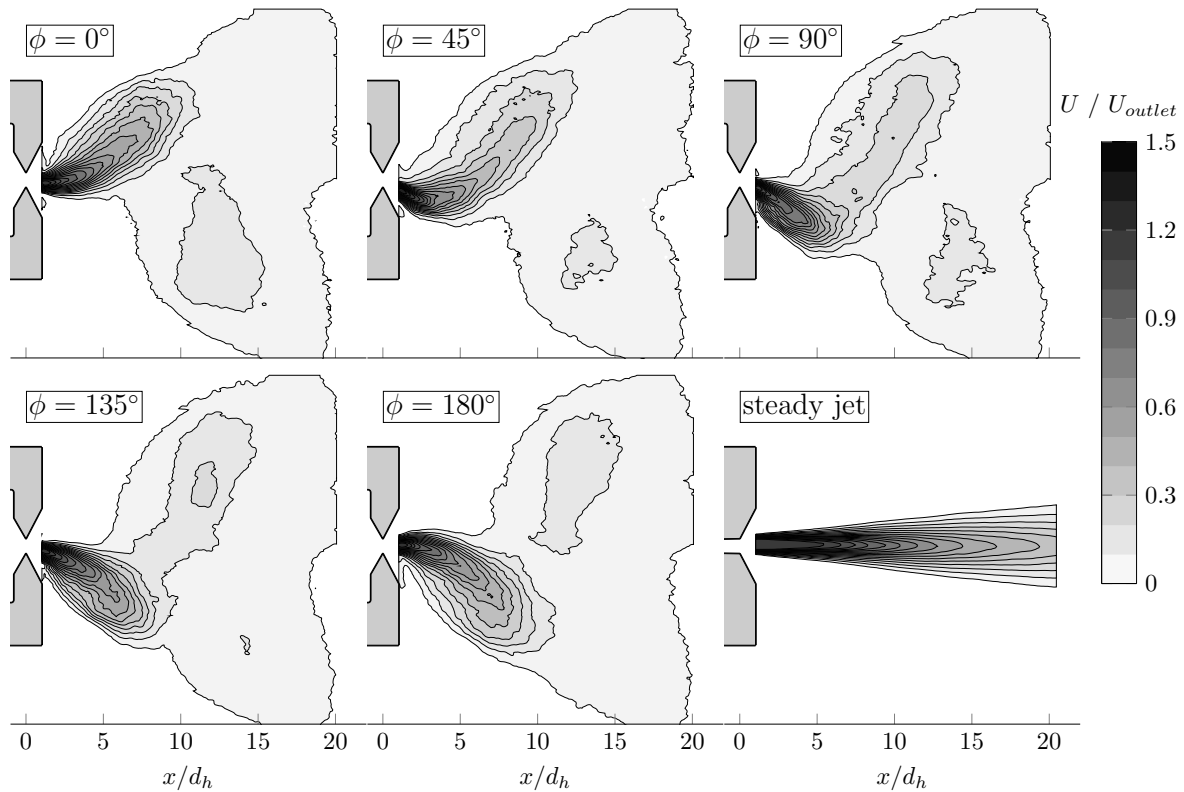 ϕ = 0°
ϕ = 45°
ϕ = 90°
U / U_outlet
1.5
1.2
0.9
0.6
0.3
0
ϕ = 135°
ϕ = 180°
steady jet
0 5 10 15 20
0 5 10 15 20
0 5 10 15 20
x/d_h
x/d_h
x/d_h